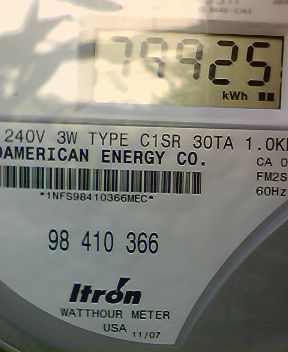 79925
kWh
240V 3W TYPE C1SR 30TA 1.0K
AMERICAN ENERGY CO.
CA 0
*1NFS98410366MEC*
FM2S
60Hz
98 410 366
Itrón
WATTHOUR METER
USA 11/07